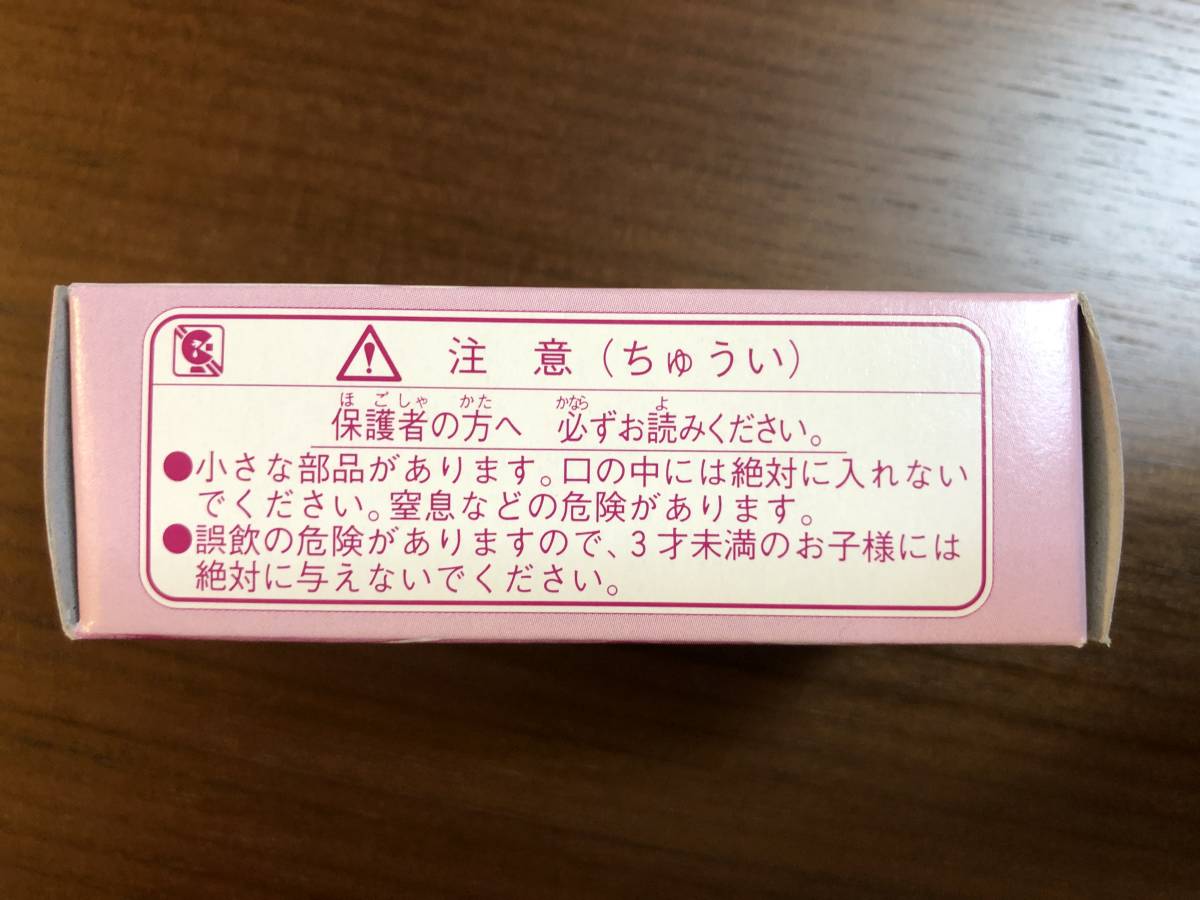 注意(ちゅうい)
ほごしゃ かた かなら よ
保護者の方へ 必ずお読みください。
●小さな部品があります。口の中には絶対に入れない
でください。窒息などの危険があります。
●誤飲の危険がありますので、3才未満のお子様には
絶対に与えないでください。